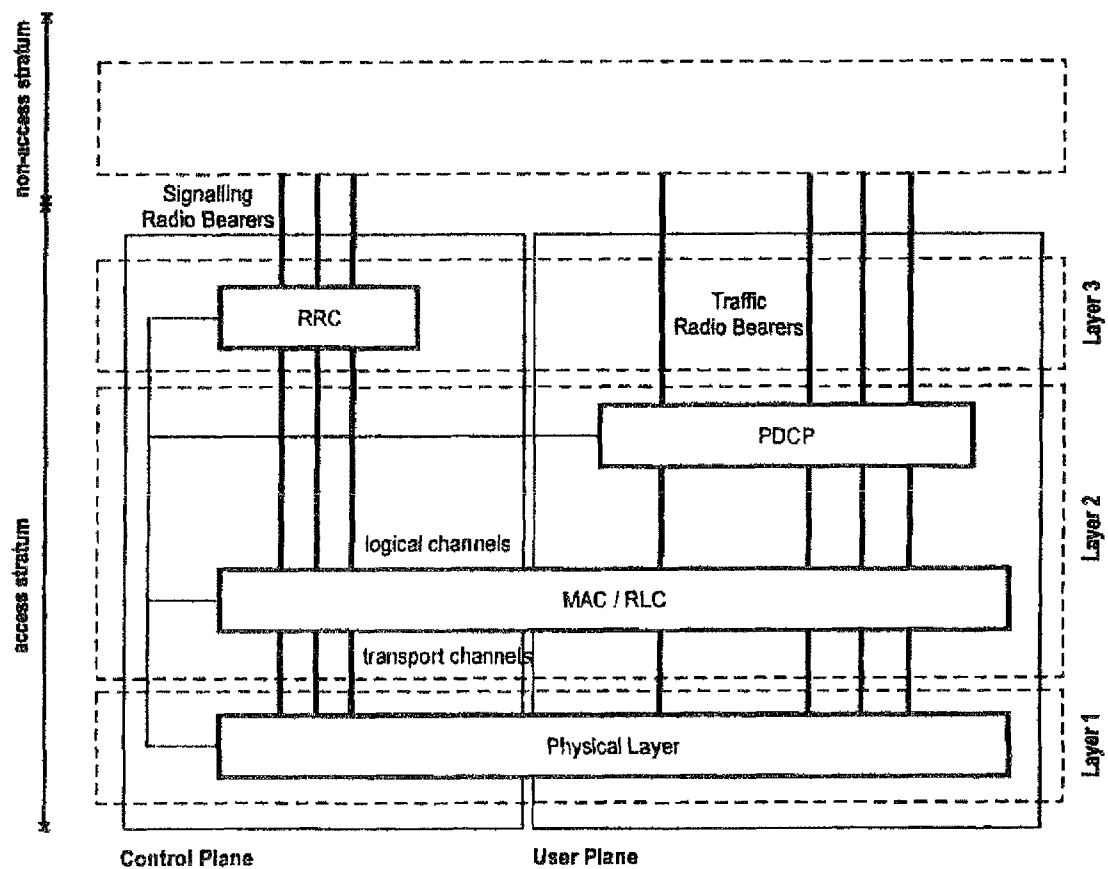 non-access stratum
Signalling
Radio Bearers
RRC
Traffic
Radio Bearers
Layer 3
PDCP
Layer 2
logical channels
access stratum
MAC / RLC
transport channels
Physical Layer
Layer 1
Control Plane
User Plane